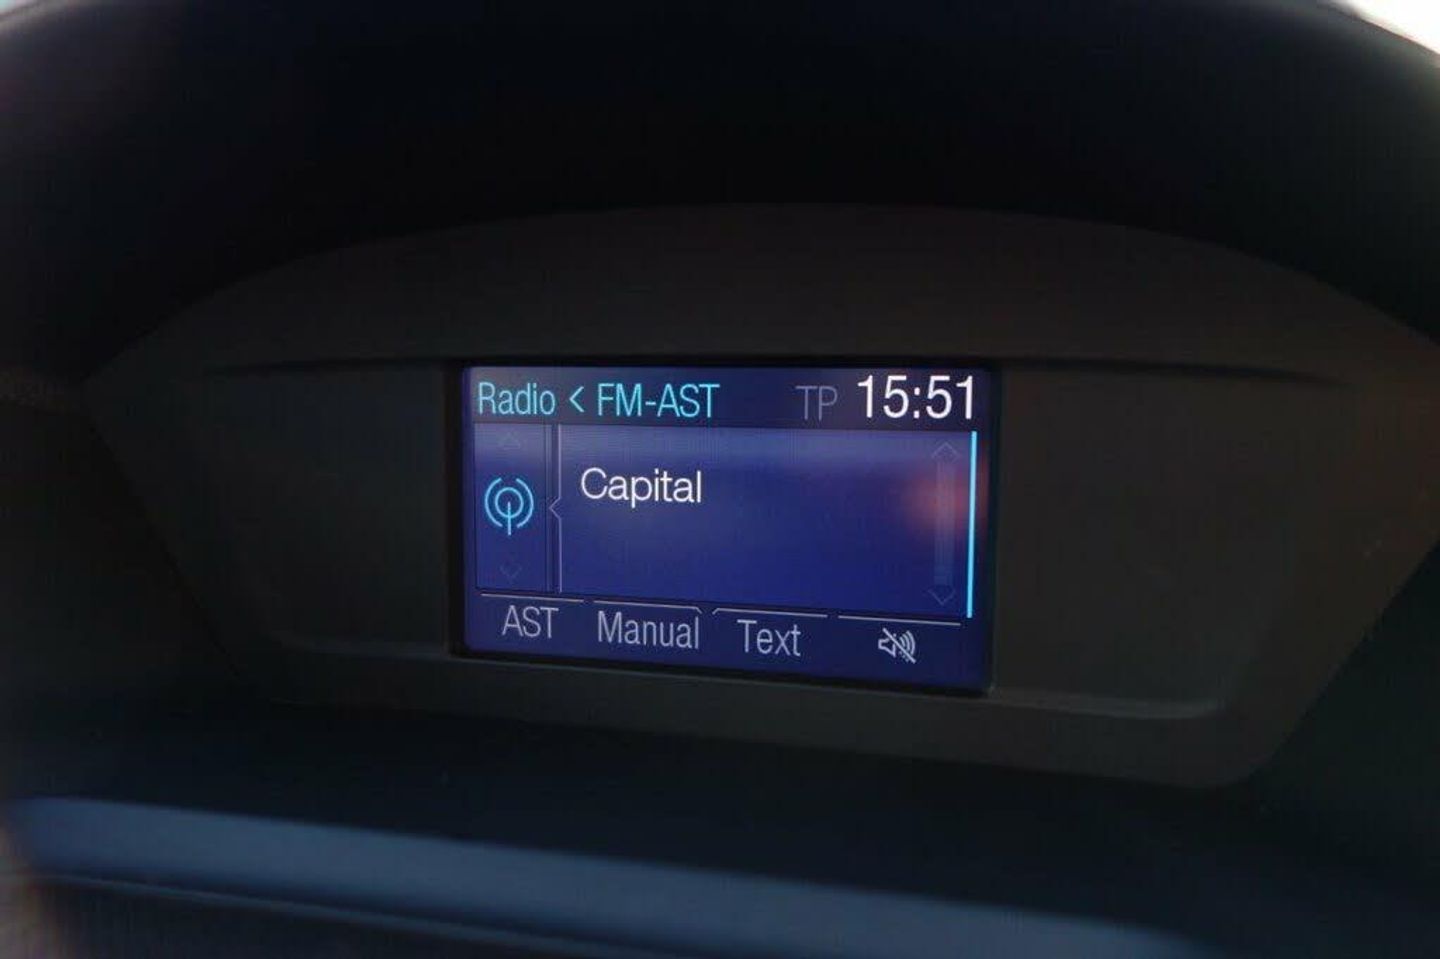 Radio < FM-AST TP 15:51
Capital
AST Manual Text